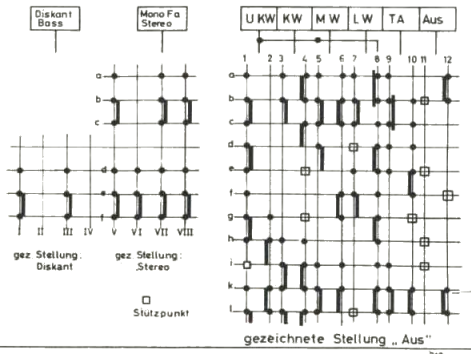 Diskant
Bass
Mono Fa
Stereo
UKW KW MW LW TA Aus
1 2 3 4 5 6 7 8 9 10 11 12
a
b
c
d
e
f
g
h
i
k
l
a
b
c
d
e
f
I II III IV V VI VII VIII
gez Stellung:
Diskant
gez Stellung:
Stereo
Stützpunkt
gezeichnete Stellung „Aus"